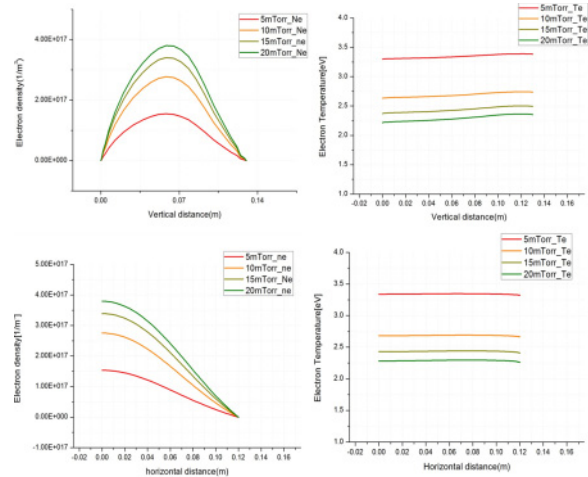 5mTorr_Ne
10mTorr_Ne
15mTorr_Ne
20mTorr_Ne
4.00E+017
2.00E+017
0.00E+000
Electron density[1/m³]
0.00 0.07 0.14
Vertical distance(m)
5mTorr_Te
10mTorr_Te
15mTorr_Te
20mTorr_Te
4.0
3.5
3.0
2.5
2.0
1.5
1.0
Electron Temperature[eV]
-0.02 0.00 0.02 0.04 0.06 0.08 0.10 0.12 0.14 0.16
Vertical distance(m)
5mTorr_ne
10mTorr_ne
15mTorr_Ne
20mTorr_ne
5.00E+017
4.00E+017
3.00E+017
2.00E+017
1.00E+017
0.00E+000
-1.00E+017
Electron density[1/m⁻]
-0.02 0.00 0.02 0.04 0.06 0.08 0.10 0.12 0.14 0.16
horizontal distance(m)
5mTorr_Te
10mTorr_Te
15mTorr_Te
20mTorr_Te
4.0
3.5
3.0
2.5
2.0
1.5
1.0
Electron Temperature[eV]
-0.02 0.00 0.02 0.04 0.06 0.08 0.10 0.12 0.14 0.16
Horizontal distance(m)